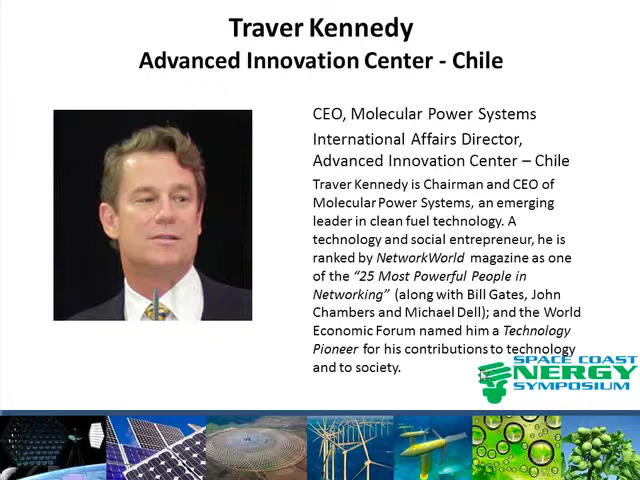 Traver Kennedy
Advanced Innovation Center - Chile
CEO, Molecular Power Systems
International Affairs Director,
Advanced Innovation Center – Chile
Traver Kennedy is Chairman and CEO of
Molecular Power Systems, an emerging
leader in clean fuel technology. A
technology and social entrepreneur, he is
ranked by NetworkWorld magazine as one
of the “25 Most Powerful People in
Networking” (along with Bill Gates, John
Chambers and Michael Dell); and the World
Economic Forum named him a Technology
Pioneer for his contributions to technology
and to society.
SPACE COAST
ENERGY
SYMPOSIUM